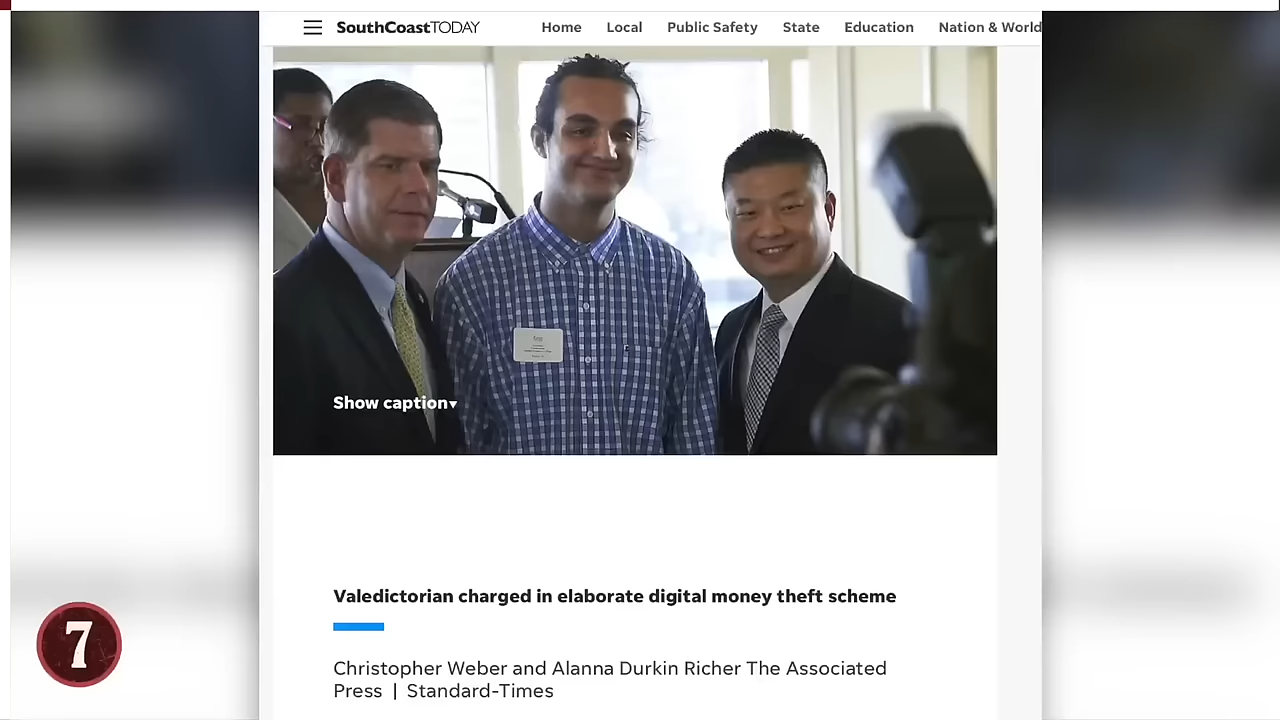 SouthCoastTODAY Home Local Public Safety State Education Nation & World
Show caption▾
Valedictorian charged in elaborate digital money theft scheme
Christopher Weber and Alanna Durkin Richer The Associated
Press | Standard-Times
7